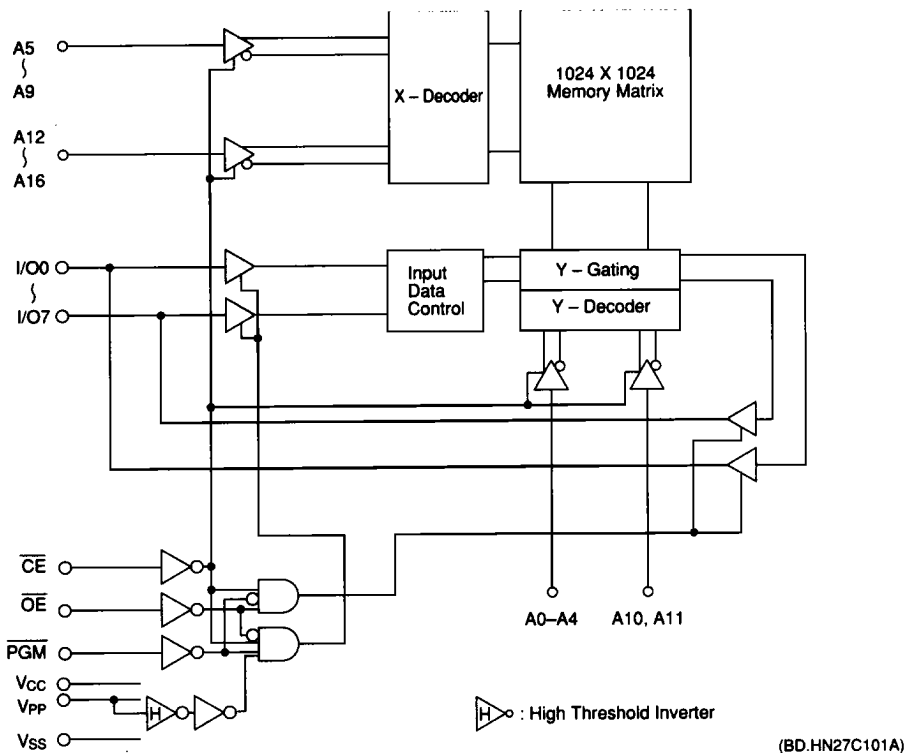 A5
A9
A12
A16
X – Decoder
1024 X 1024
Memory Matrix
I/O0
I/O7
Input
Data
Control
Y – Gating
Y – Decoder
CE
OE
PGM
VCC
VPP
VSS
H
A0–A4
A10, A11
H : High Threshold Inverter
(BD.HN27C101A)